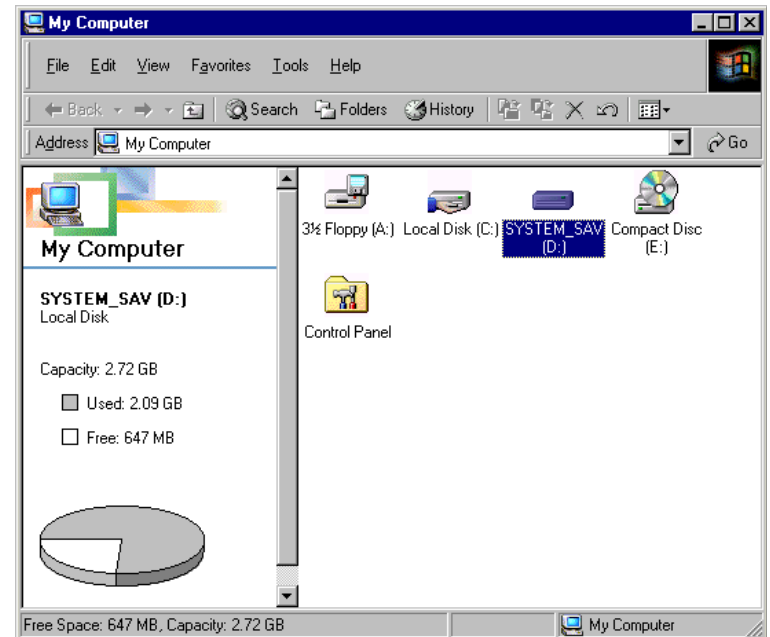 My Computer
File Edit View Favorites Tools Help
Back Search Folders History
Address My Computer Go
My Computer
SYSTEM_SAV (D:)
Local Disk
Capacity: 2.72 GB
Used: 2.09 GB
Free: 647 MB
3½ Floppy (A:) Local Disk (C:) SYSTEM_SAV (D:) Compact Disc (E:)
Control Panel
Free Space: 647 MB, Capacity: 2.72 GB My Computer